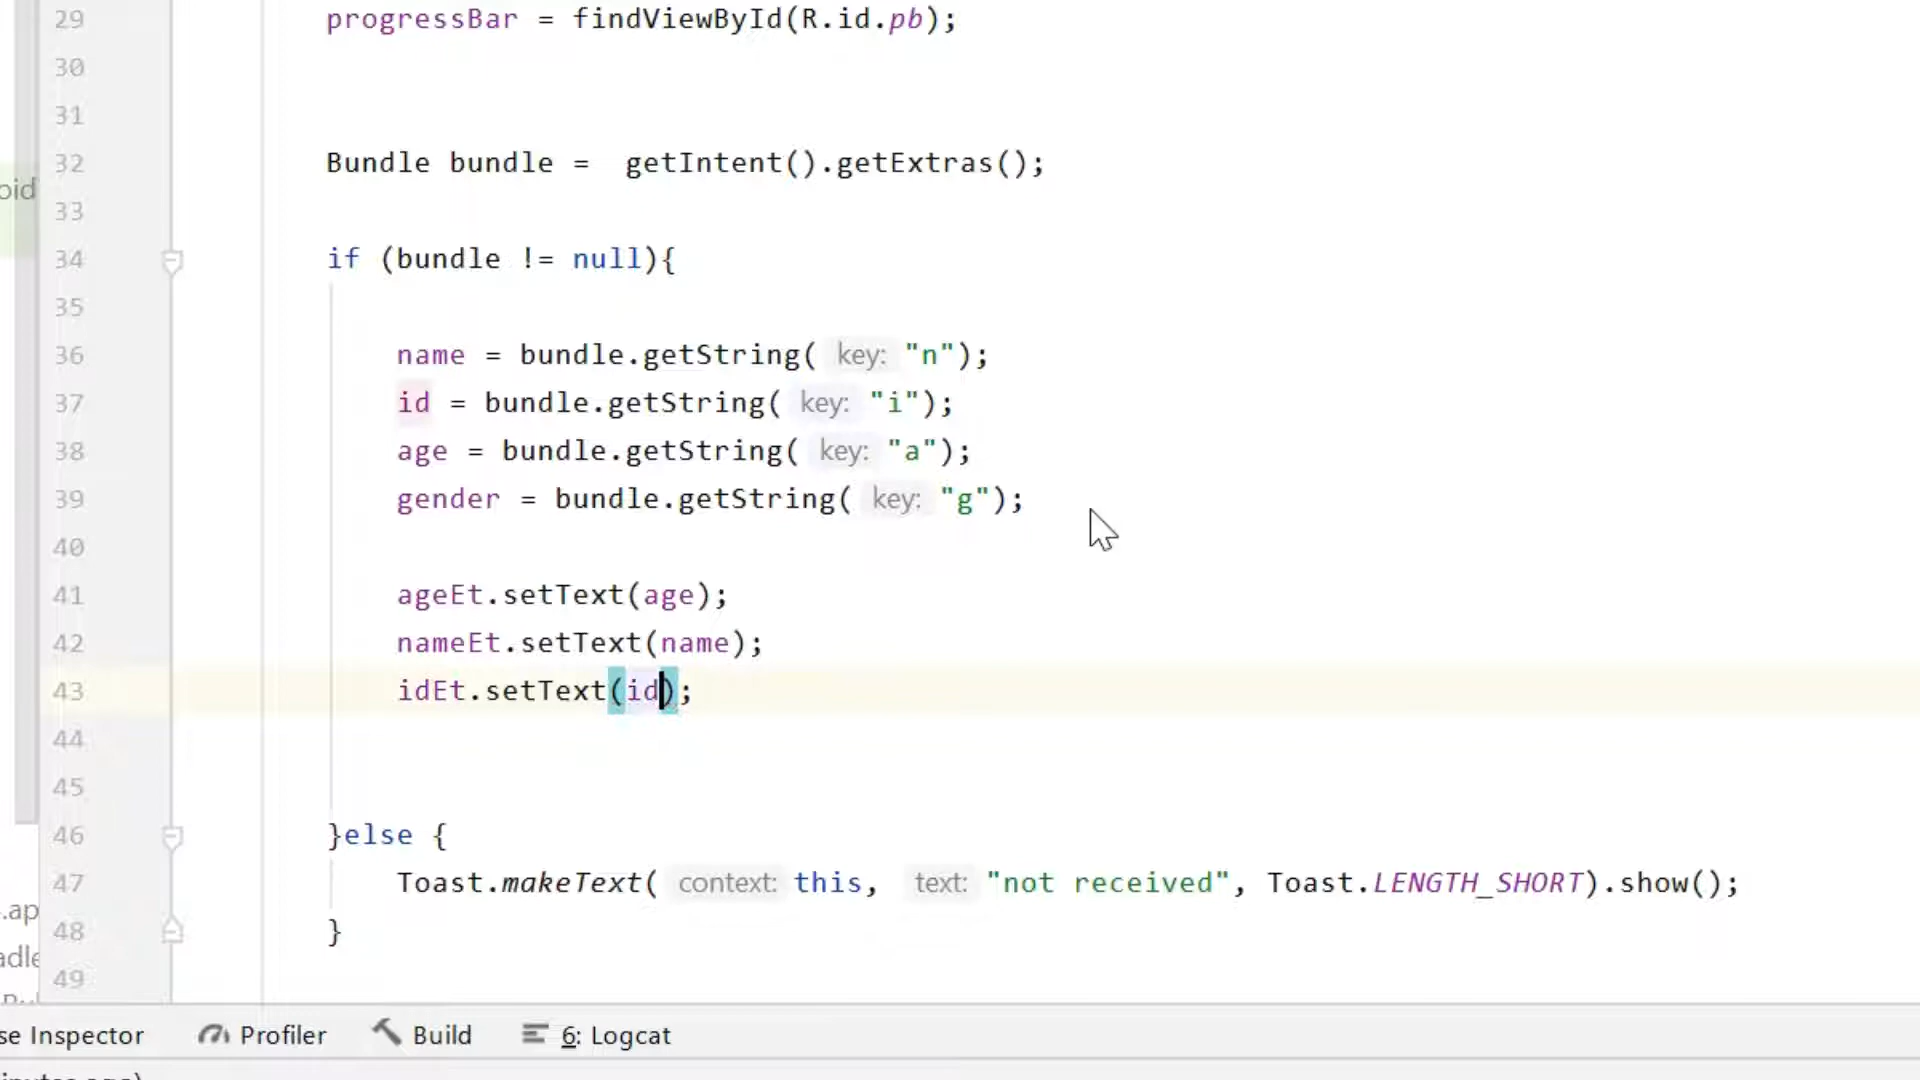 29 progressBar = findViewById(R.id.pb);
30
31
32 Bundle bundle =  getIntent().getExtras();
oid
33
34 if (bundle != null){
35
36 name = bundle.getString( key: "n");
37 id = bundle.getString( key: "i");
38 age = bundle.getString( key: "a");
39 gender = bundle.getString( key: "g");
40
41 ageEt.setText(age);
42 nameEt.setText(name);
43 idEt.setText(id);
44
45
46 }else {
47 Toast.makeText( context: this, text: "not received", Toast.LENGTH_SHORT).show();
.ap
48 }
adle
49
se Inspector Profiler Build 6: Logcat